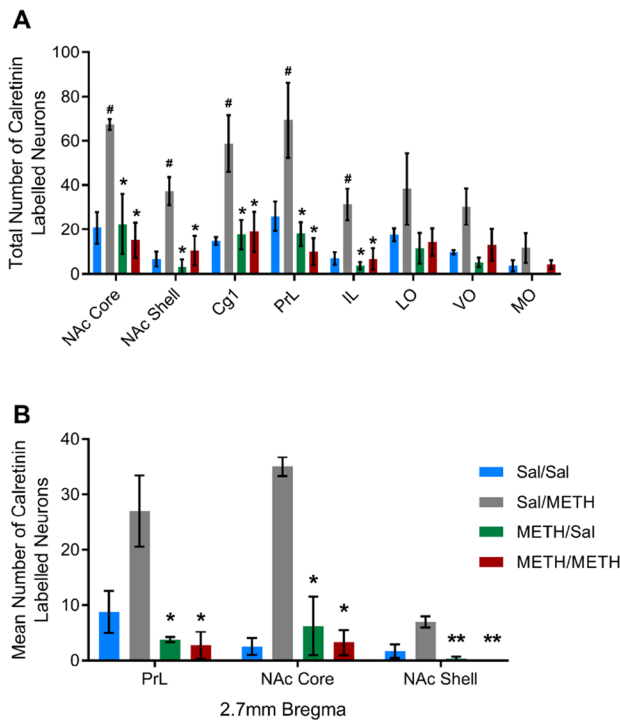 A
Total Number of Calretinin
Labelled Neurons
100
80
60
40
20
0
# # # # #
* * * * * * * * * *
NAc Core
NAc Shell
Cg1
PrL
IL
LO
VO
MO
B
Mean Number of Calretinin
Labelled Neurons
40
30
20
10
0
* * * * ** **
PrL NAc Core NAc Shell
2.7mm Bregma
Sal/Sal
Sal/METH
METH/Sal
METH/METH